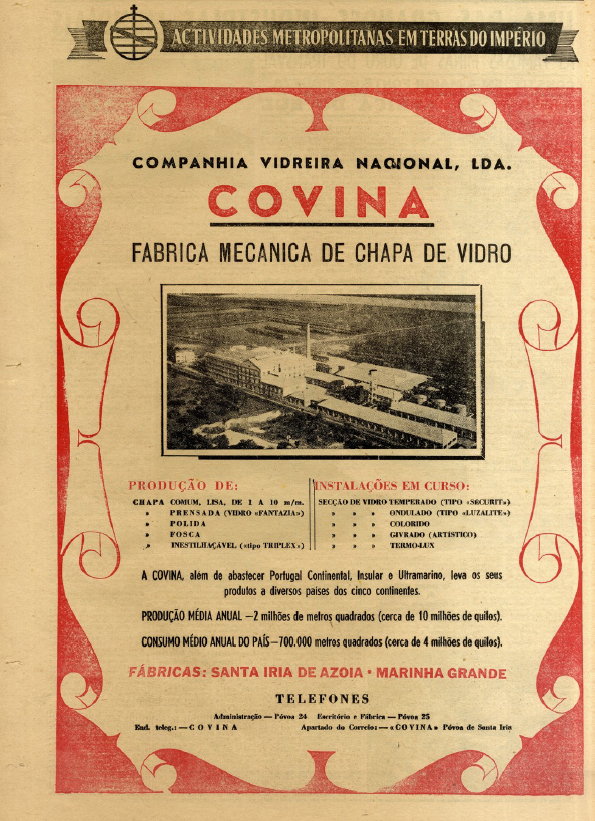 ACTIVIDADES METROPOLITANAS EM TERRAS DO IMPÉRIO
COMPANHIA VIDREIRA NACIONAL, LDA.
COVINA
FABRICA MECANICA DE CHAPA DE VIDRO
PRODUÇÃO DE:
CHAPA COMUM, LISA, DE 1 A 10 m/m.
» PRENSADA (VIDRO «FANTAZIA»)
» POLIDA
» FOSCA
» INESTILHAÇÁVEL («tipo TRIPLEX»)
INSTALAÇÕES EM CURSO:
SECÇÃO DE VIDRO TEMPERADO (TIPO «SECURIT»)
» » » ONDULADO (TIPO «LUZALITE»)
» » » COLORIDO
» » » GIVRADO (ARTÍSTICO)
» » » TERMO-LUX
A COVINA, além de abastecer Portugal Continental, Insular e Ultramarino, leva os seus
produtos a diversos países dos cinco continentes.
PRODUÇÃO MÉDIA ANUAL —2 milhões de metros quadrados (cerca de 10 milhões de quilos).
CONSUMO MÉDIO ANUAL DO PAÍS—700.000 metros quadrados (cerca de 4 milhões de quilos).
FÁBRICAS: SANTA IRIA DE AZOIA • MARINHA GRANDE
TELEFONES
Administração — Póvoa 24 Escritório e Fábrica — Póvoa 25
End. teleg.: — COVINA Apartado do Correio: — «COVINA» Póvoa de Santa Iria